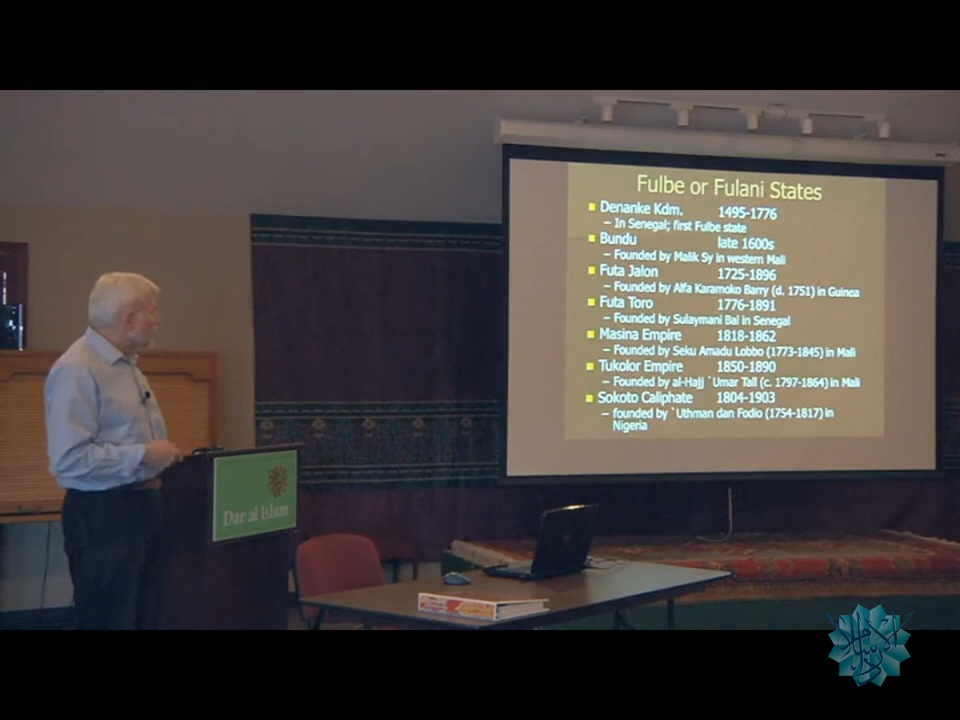 Fulbe or Fulani States
Denanke Kdm. 1495-1776
– In Senegal; first Fulbe state
Bundu late 1600s
– Founded by Malik Sy in western Mali
Futa Jalon 1725-1896
– Founded by Alfa Karamoko Barry (d. 1751) in Guinea
Futa Toro 1776-1891
– Founded by Sulaymani Bal in Senegal
Masina Empire 1818-1862
– Founded by Seku Amadu Lobbo (1773-1845) in Mali
Tukolor Empire 1850-1890
– Founded by al-Hajj `Umar Tall (c. 1797-1864) in Mali
Sokoto Caliphate 1804-1903
– founded by `Uthman dan Fodio (1754-1817) in
Nigeria
Dar al Islam